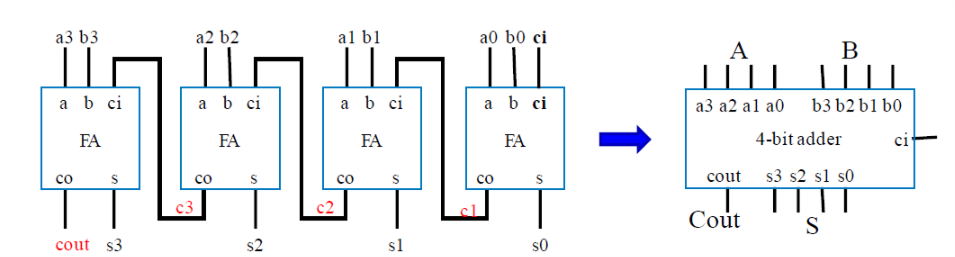 a3 b3
a2 b2
a1 b1
a0 b0 ci
a b ci
a b ci
a b ci
a b ci
FA
FA
FA
FA
co s
co s
co s
co s
c3
c2
c1
cout s3
s2
s1
s0
A
B
a3 a2 a1 a0
b3 b2 b1 b0
4-bit adder
ci
cout
s3 s2 s1 s0
Cout
S